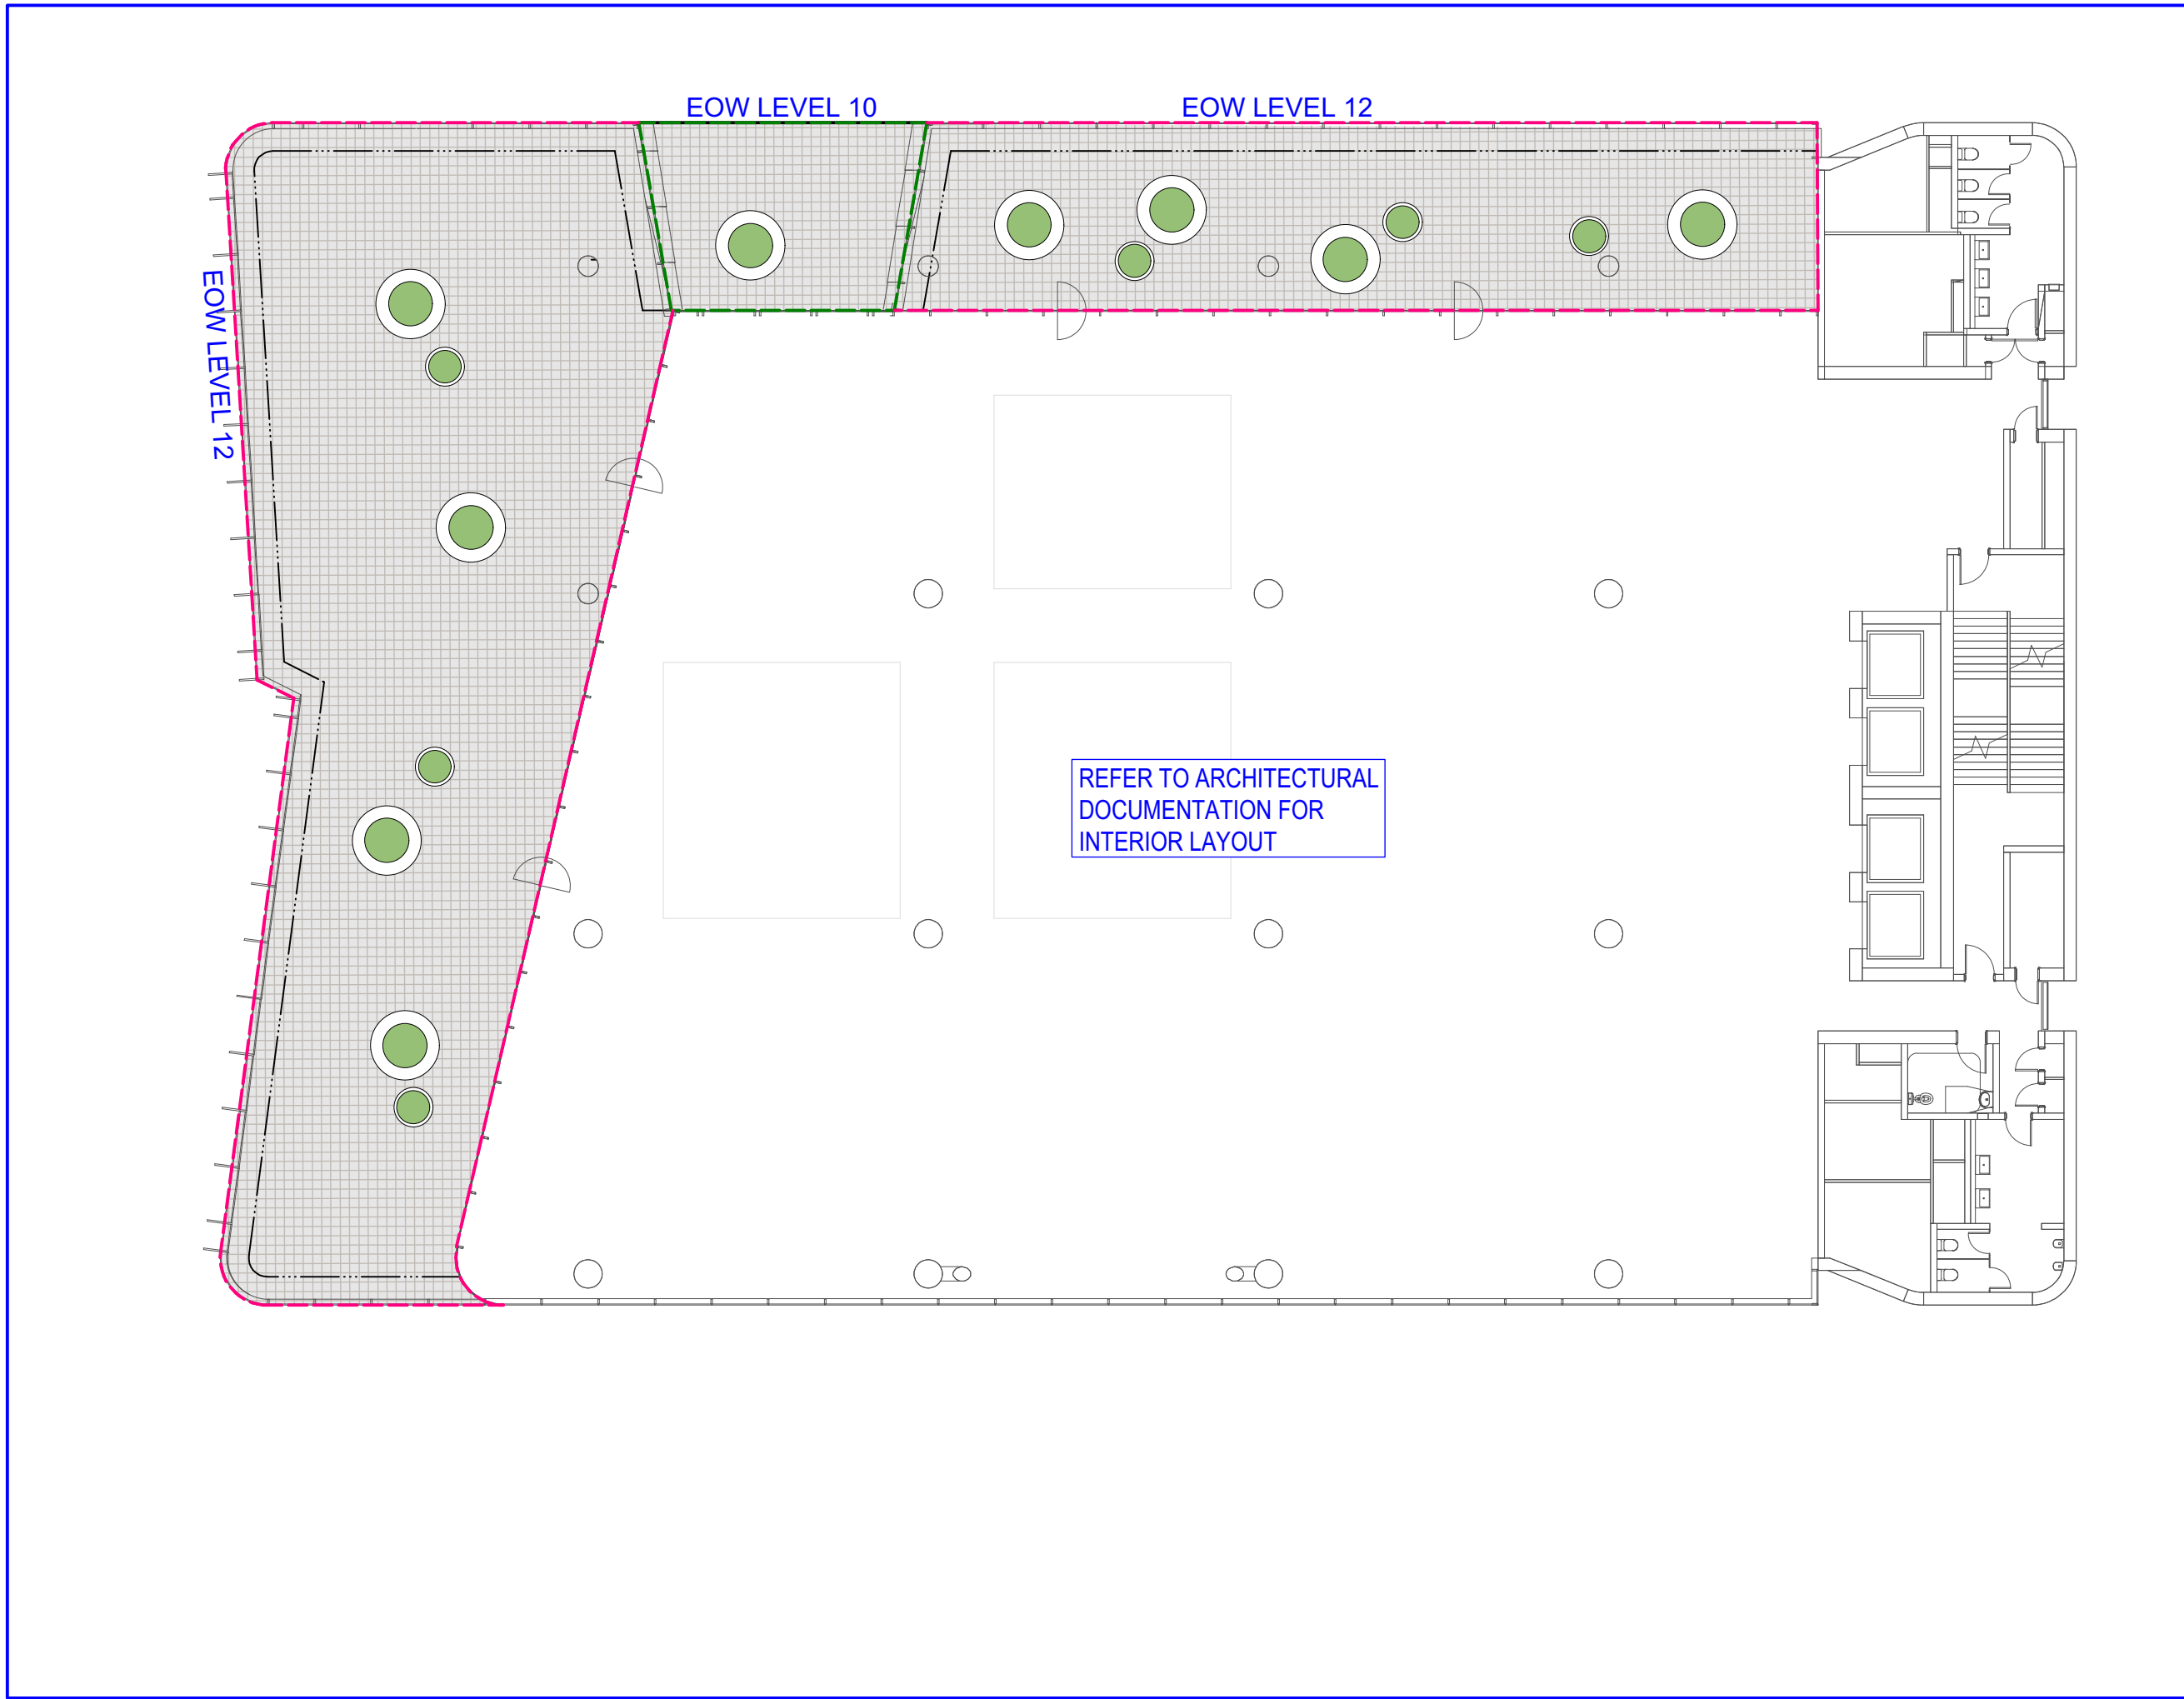 EOW LEVEL 10
EOW LEVEL 12
EOW LEVEL 12
REFER TO ARCHITECTURAL
DOCUMENTATION FOR
INTERIOR LAYOUT